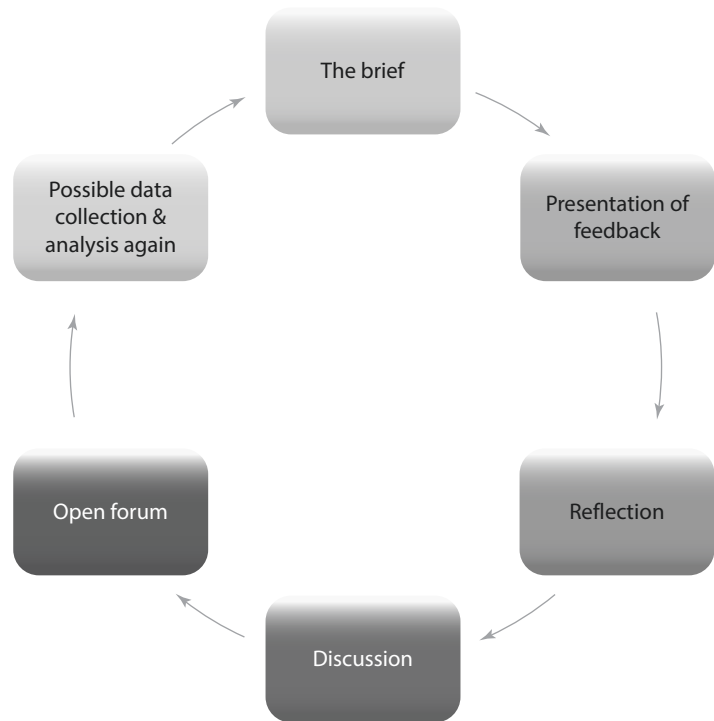 The brief
Presentation of
feedback
Reflection
Discussion
Open forum
Possible data
collection &
analysis again